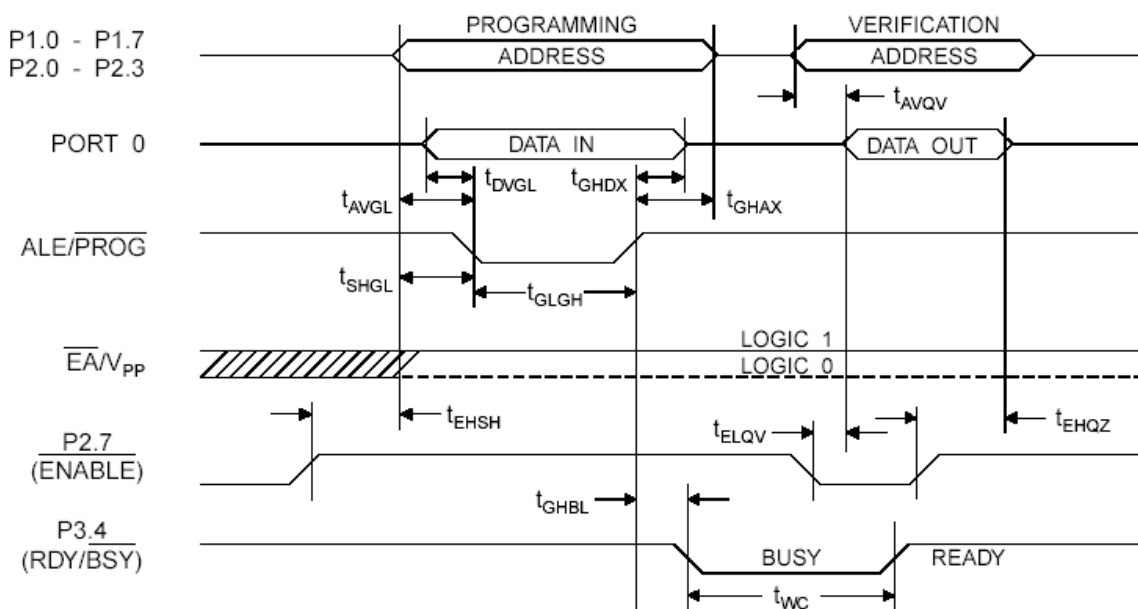 PROGRAMMING VERIFICATION
P1.0 - P1.7
P2.0 - P2.3
ADDRESS ADDRESS
tAVQV
PORT 0 DATA IN DATA OUT
tDVGL tGHDX
tAVGL tGHAX
ALE/PROG
tSHGL tGLGH
LOGIC 1
EA/VPP
LOGIC 0
tEHSH tELQV tEHQZ
P2.7
(ENABLE)
tGHBL
P3.4
(RDY/BSY)
BUSY READY
tWC